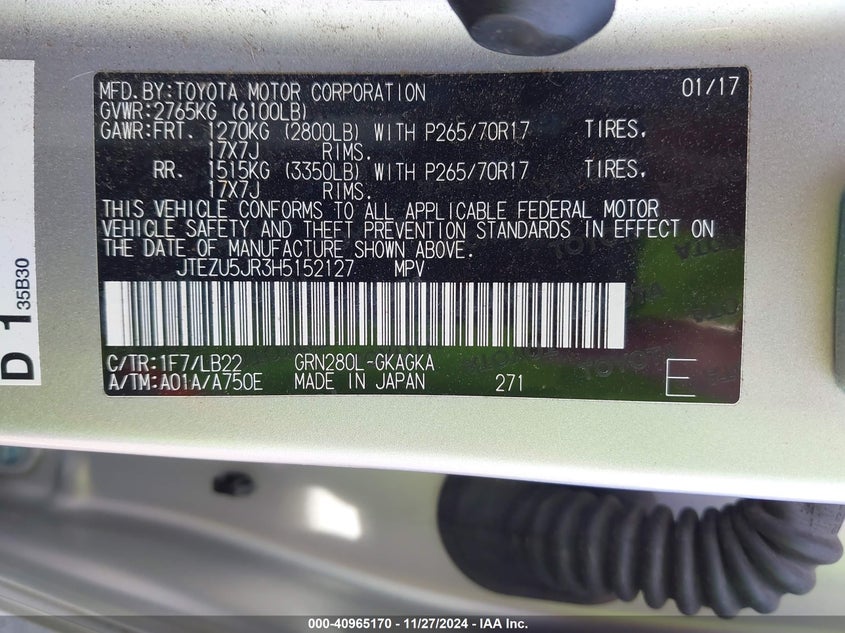 MFD.BY:TOYOTA MOTOR CORPORATION 01/17
GVWR:2765KG (6100LB)
GAWR:FRT. 1270KG (2800LB) WITH P265/70R17 TIRES.
17X7J RIMS.
RR. 1515KG (3350LB) WITH P265/70R17 TIRES.
17X7J RIMS.
THIS VEHICLE CONFORMS TO ALL APPLICABLE FEDERAL MOTOR
VEHICLE SAFETY AND THEFT PREVENTION STANDARDS IN EFFECT ON
THE DATE OF MANUFACTURE SHOWN ABOVE.
JTEZU5JR3H5152127 MPV
C/TR:1F7/LB22 GRN280L-GKAGKA
A/TM:A01A/A750E MADE IN JAPAN 271 E
D 1
35B30
000-40965170 - 11/27/2024 - IAA Inc.